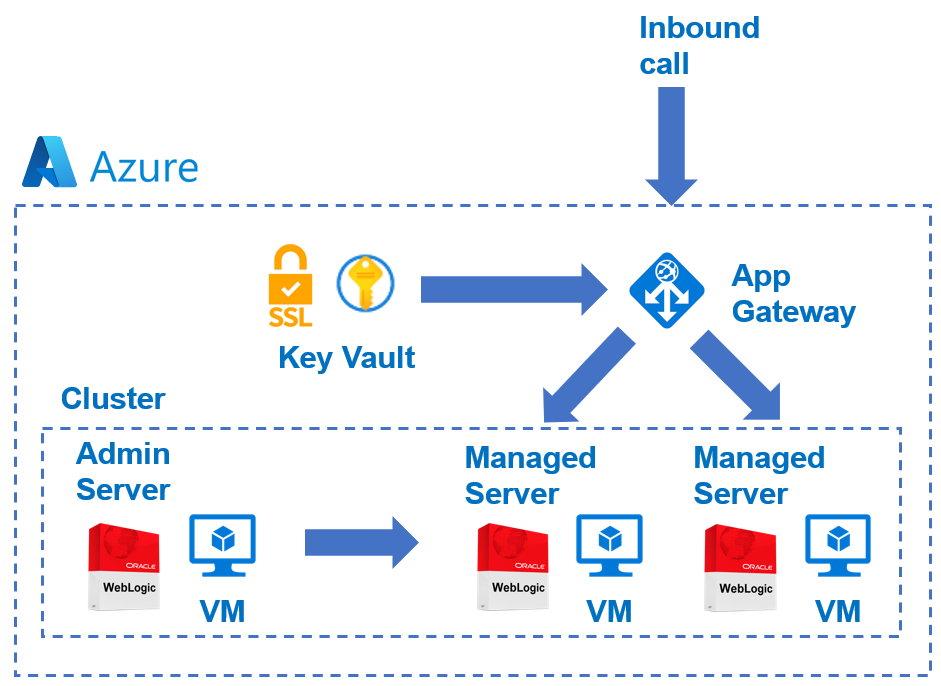 Inbound
call
Azure
SSL
App
Gateway
Key Vault
Cluster
Admin
Server
Managed
Server
Managed
Server
ORACLE
WebLogic
VM
ORACLE
WebLogic
VM
ORACLE
WebLogic
VM